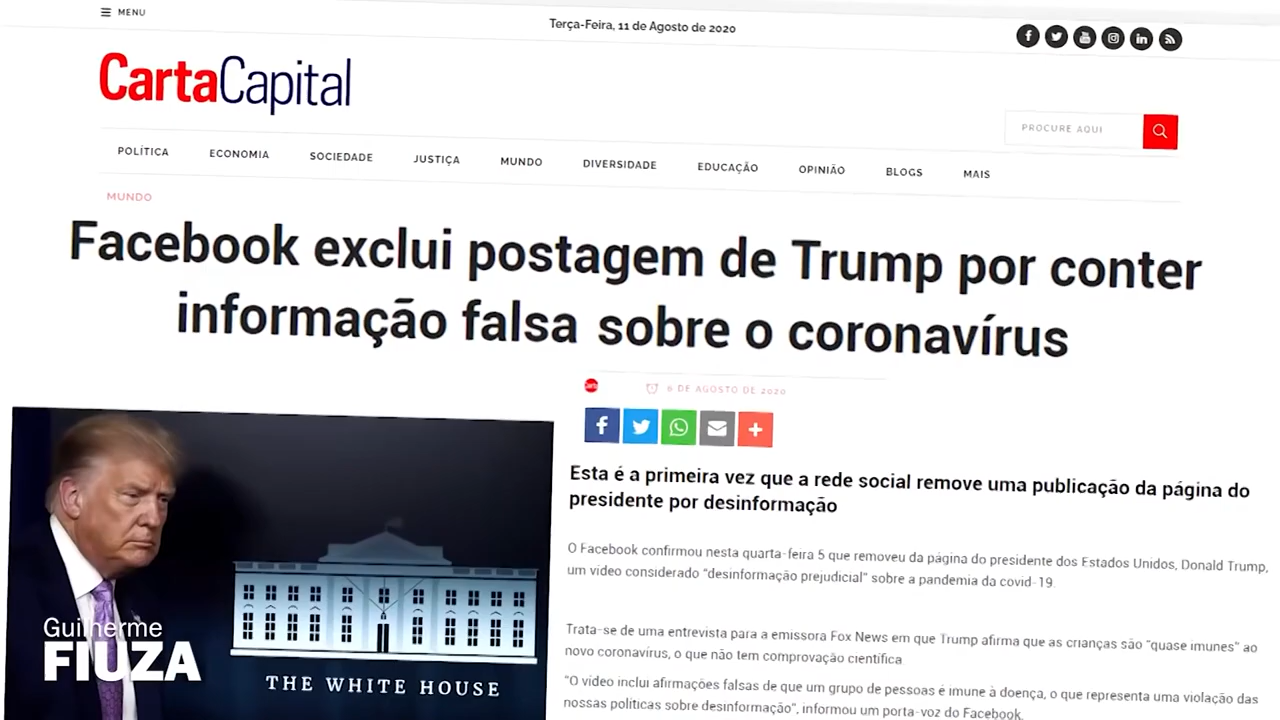 MENU
Terça-Feira, 11 de Agosto de 2020
CartaCapital
PROCURE AQUI
POLÍTICA ECONOMIA SOCIEDADE JUSTIÇA MUNDO DIVERSIDADE EDUCAÇÃO OPINIÃO BLOGS MAIS
MUNDO
Facebook exclui postagem de Trump por conter
informação falsa sobre o coronavírus
Carta
6 DE AGOSTO DE 2020
Esta é a primeira vez que a rede social remove uma publicação da página do
presidente por desinformação
O Facebook confirmou nesta quarta-feira 5 que removeu da página do presidente dos Estados Unidos, Donald Trump,
um vídeo considerado "desinformação prejudicial" sobre a pandemia da covid-19.
Trata-se de uma entrevista para a emissora Fox News em que Trump afirma que as crianças são "quase imunes" ao
novo coronavírus, o que não tem comprovação científica.
"O vídeo inclui afirmações falsas de que um grupo de pessoas é imune à doença, o que representa uma violação das
nossas políticas sobre desinformação", informou um porta-voz do Facebook.
THE WHITE HOUSE
Guilherme
FIUZA